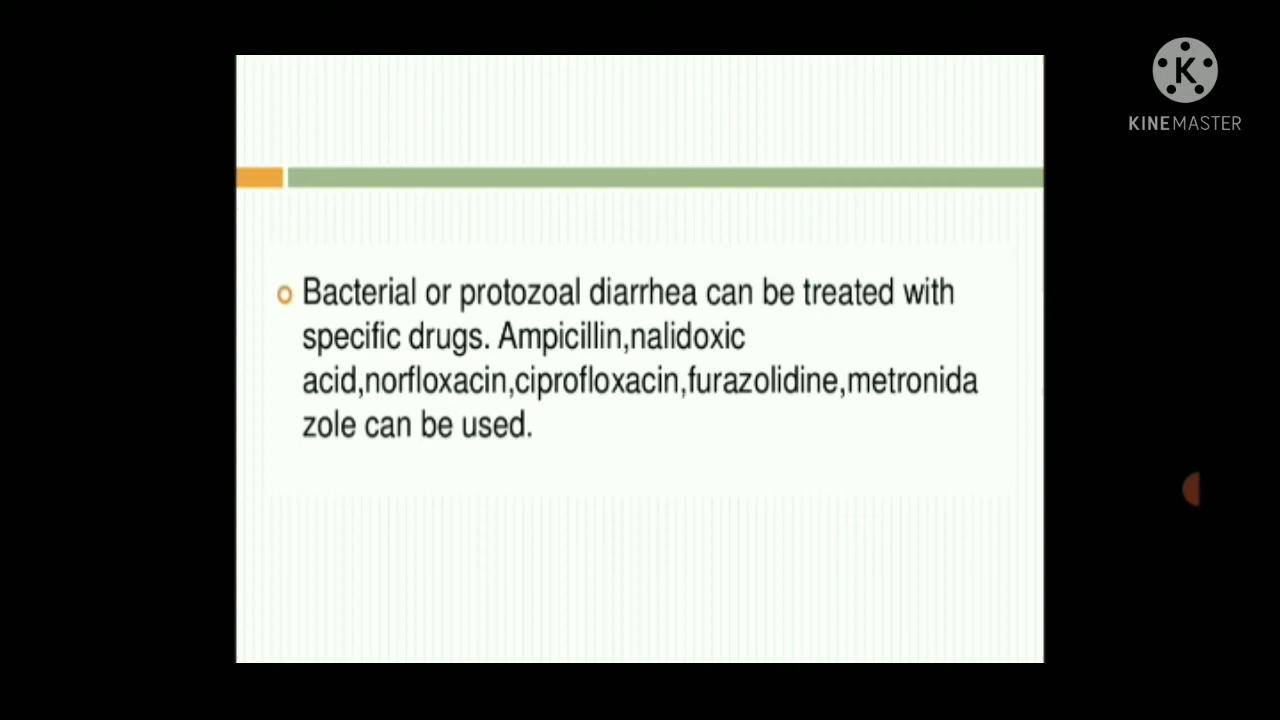 KINEMASTER
Bacterial or protozoal diarrhea can be treated with
specific drugs. Ampicillin,nalidoxic
acid,norfloxacin,ciprofloxacin,furazolidine,metronida
zole can be used.